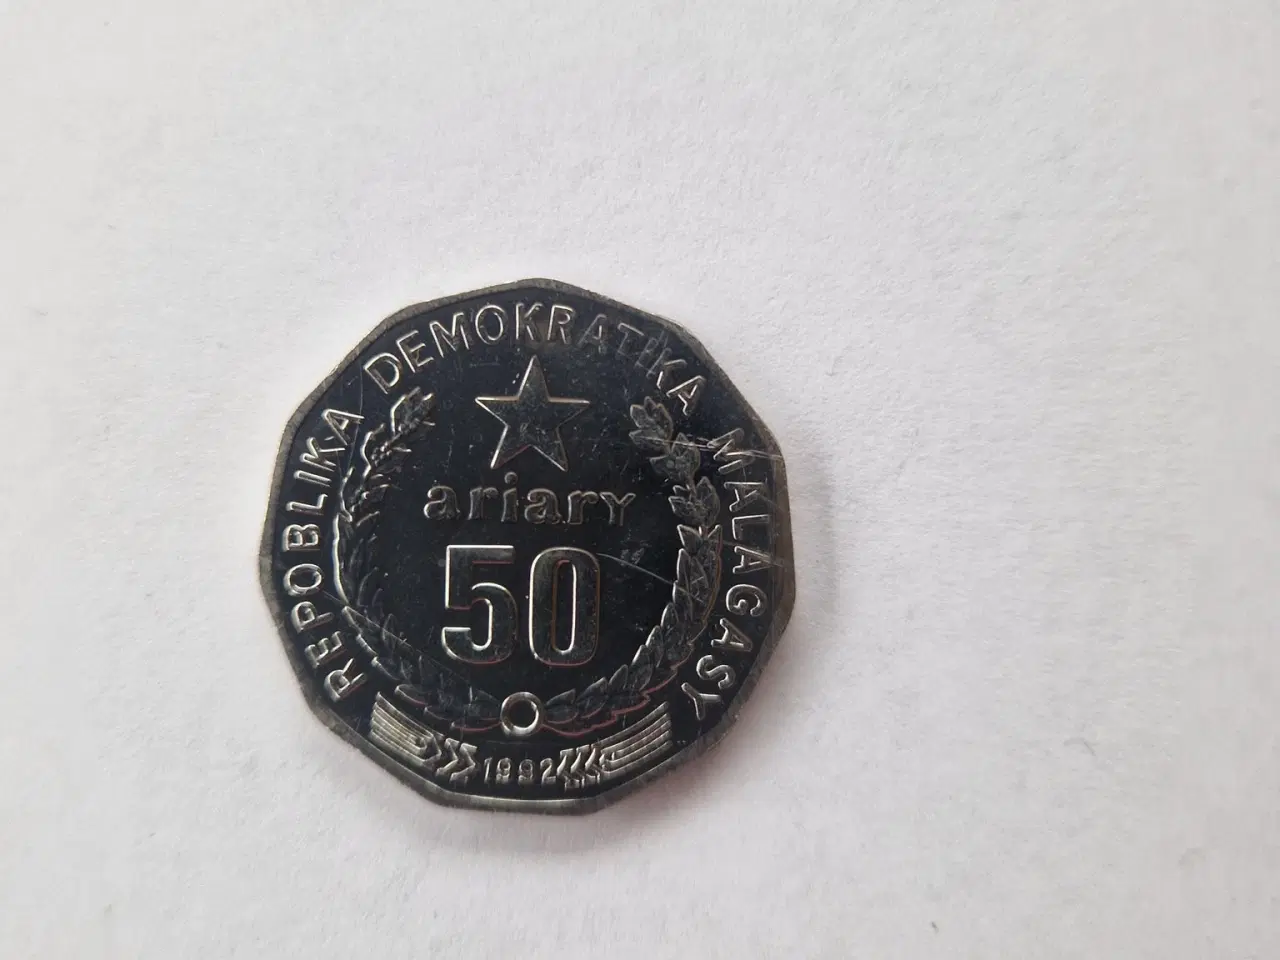 REPOBLIKA DEMOKRATIKA MALAGASY
ariary
50
1992